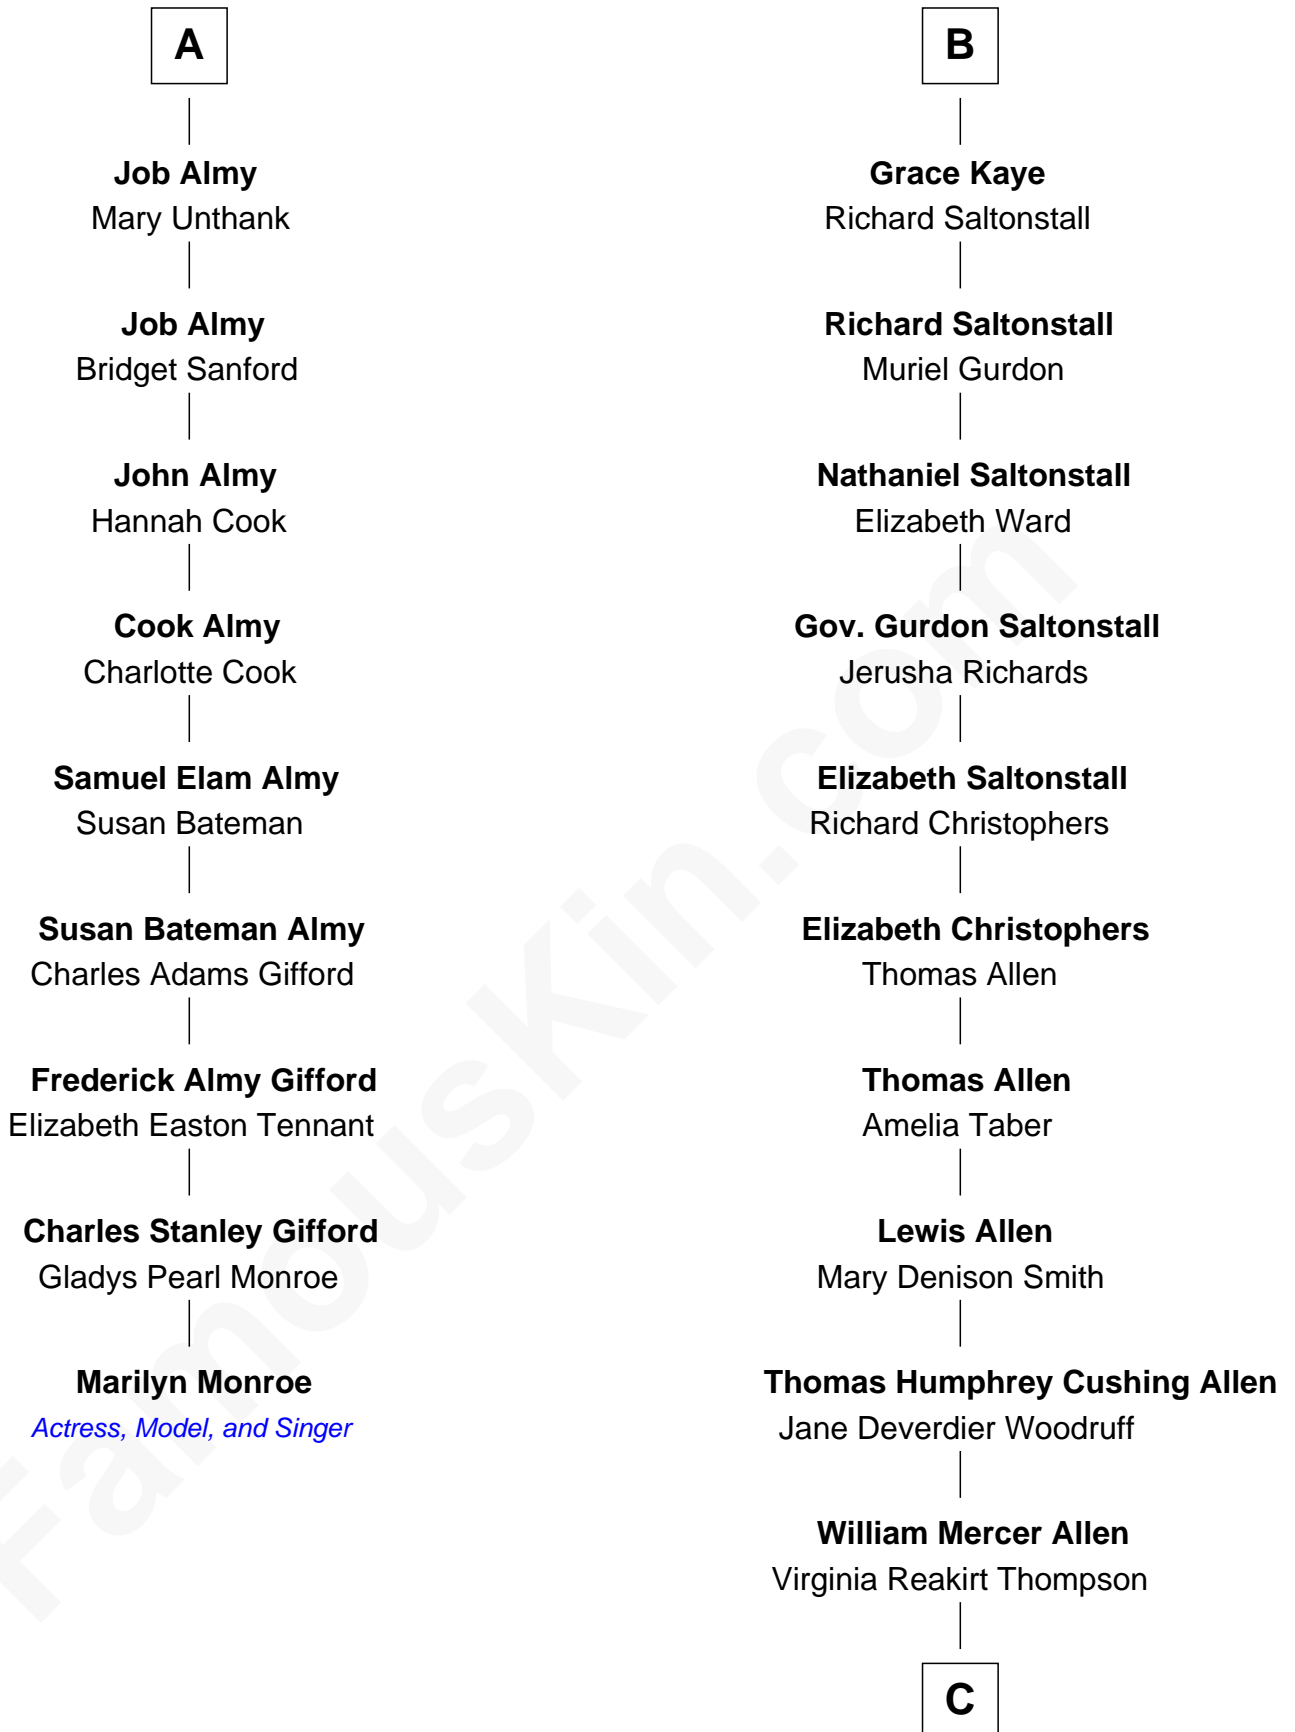 A
Job Almy
Mary Unthank
Job Almy
Bridget Sanford
John Almy
Hannah Cook
Cook Almy
Charlotte Cook
Samuel Elam Almy
Susan Bateman
Susan Bateman Almy
Charles Adams Gifford
Frederick Almy Gifford
Elizabeth Easton Tennant
Charles Stanley Gifford
Gladys Pearl Monroe
Marilyn Monroe
Actress, Model, and Singer
B
Grace Kaye
Richard Saltonstall
Richard Saltonstall
Muriel Gurdon
Nathaniel Saltonstall
Elizabeth Ward
Gov. Gurdon Saltonstall
Jerusha Richards
Elizabeth Saltonstall
Richard Christophers
Elizabeth Christophers
Thomas Allen
Thomas Allen
Amelia Taber
Lewis Allen
Mary Denison Smith
Thomas Humphrey Cushing Allen
Jane Deverdier Woodruff
William Mercer Allen
Virginia Reakirt Thompson
C
FamousKin.com